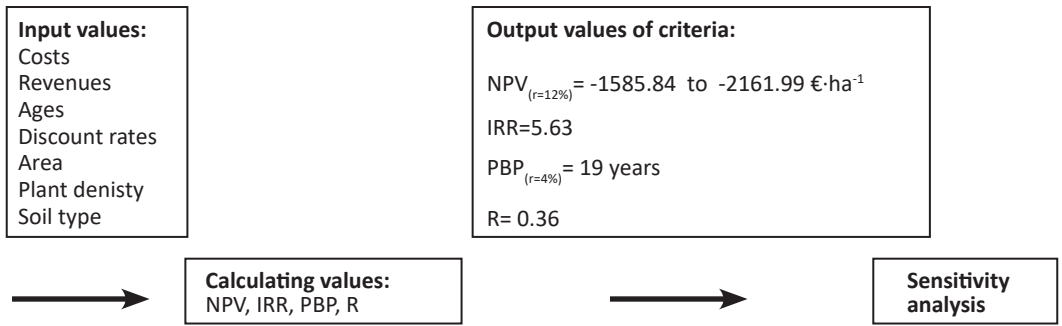 Input values:
Costs
Revenues
Ages
Discount rates
Area
Plant denisty
Soil type
Output values of criteria:
NPV(r=12%)= -1585.84 to -2161.99 €·ha-1
IRR=5.63
PBP(r=4%)= 19 years
R= 0.36
Calculating values:
NPV, IRR, PBP, R
Sensitivity
analysis